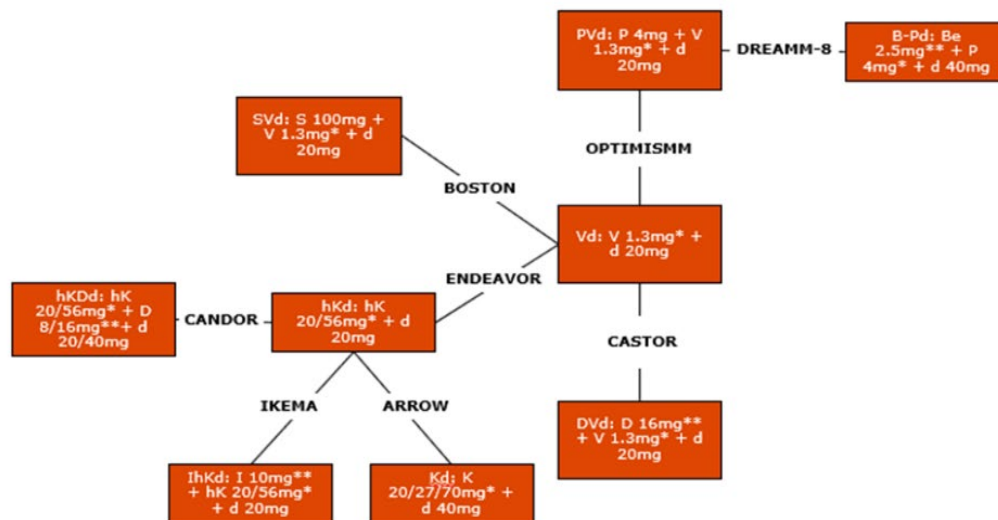 PVd: P 4mg + V
1.3mg* + d
20mg
DREAMM-8
B-Pd: Be
2.5mg** + P
4mg* + d 40mg
SVd: S 100mg +
V 1.3mg* + d
20mg
OPTIMISMM
BOSTON
Vd: V 1.3mg* +
d 20mg
ENDEAVOR
hKDd: hK
20/56mg* + D
8/16mg**+ d
20/40mg
CANDOR
hKd: hK
20/56mg* + d
20mg
CASTOR
IKEMA
ARROW
DVd: D 16mg**
+ V 1.3mg* + d
20mg
IhKd: I 10mg**
+ hK 20/56mg*
+ d 20mg
Kd: K
20/27/70mg* +
d 40mg